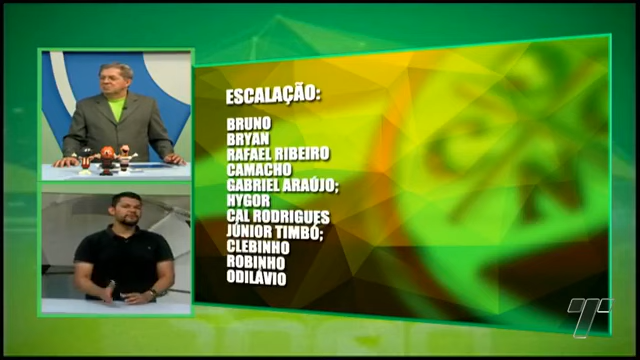 ESCALAÇÃO:
BRUNO
BRYAN
RAFAEL RIBEIRO
CAMACHO
GABRIEL ARAÚJO;
HYGOR
CAL RODRIGUES
JÚNIOR TIMBÓ;
CLEBINHO
ROBINHO
ODILÁVIO